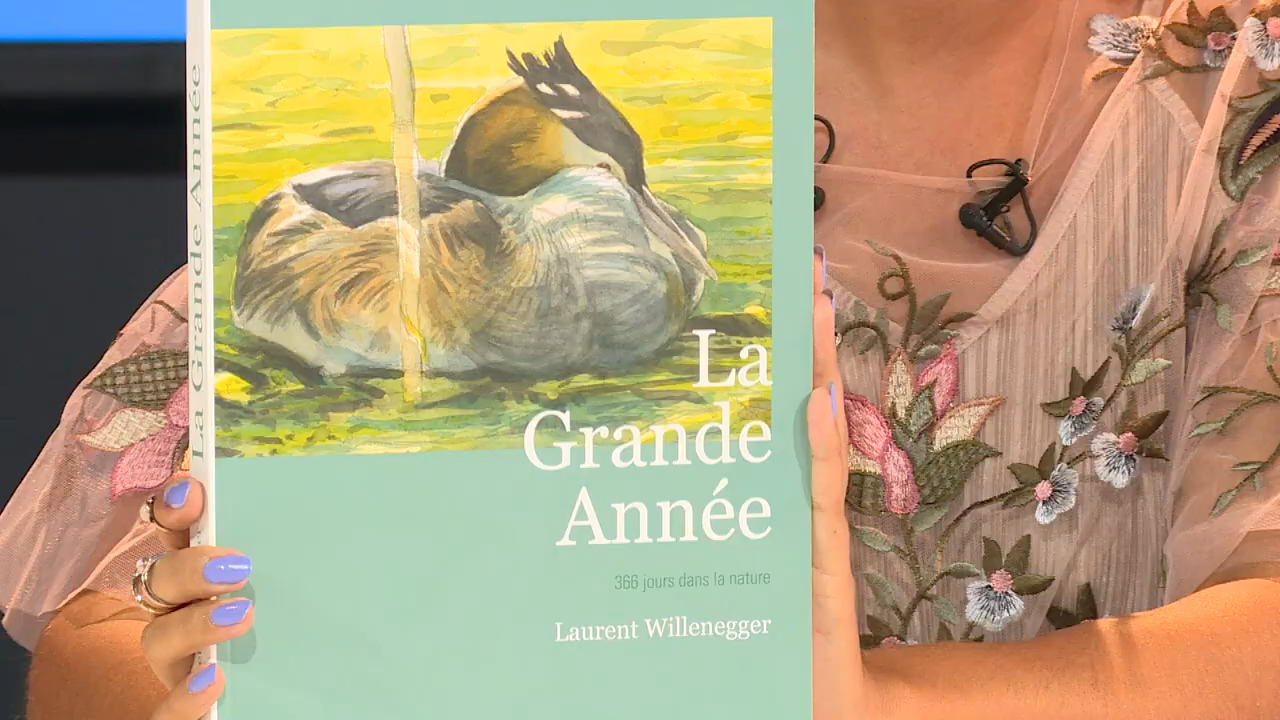 La Grande Année
La
Grande
Année
366 jours dans la nature
Laurent Willenegger